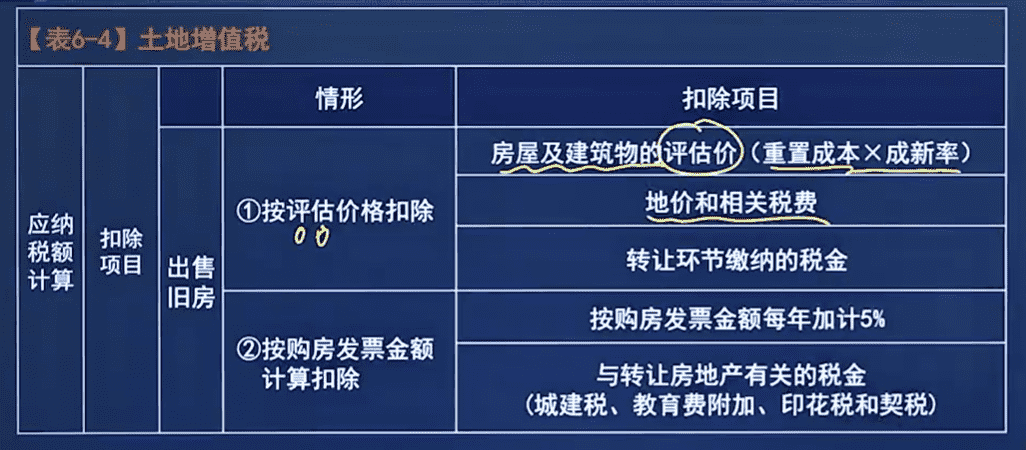 【表6-4】土地增值税
情形
扣除项目
应纳
税额
计算
扣除
项目
出售
旧房
①按评估价格扣除
房屋及建筑物的评估价（重置成本×成新率）
地价和相关税费
转让环节缴纳的税金
②按购房发票金额
计算扣除
按购房发票金额每年加计5%
与转让房地产有关的税金
(城建税、教育费附加、印花税和契税)